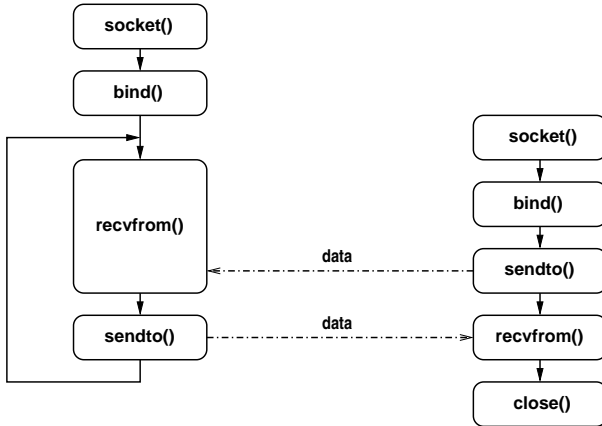 socket()
bind()
recvfrom()
sendto()
data
data
socket()
bind()
sendto()
recvfrom()
close()